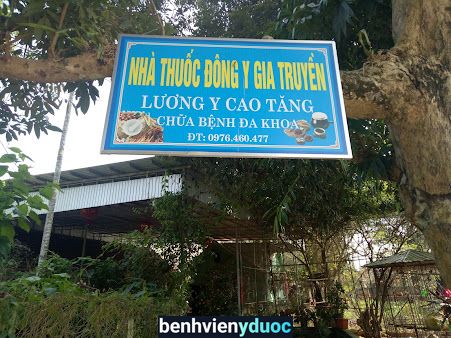 NHÀ THUỐC ĐÔNG Y GIA TRUYỀN
LƯƠNG Y CAO TĂNG
CHỮA BỆNH ĐA KHOA
ĐT: 0976.460.477
benhvienyduoc